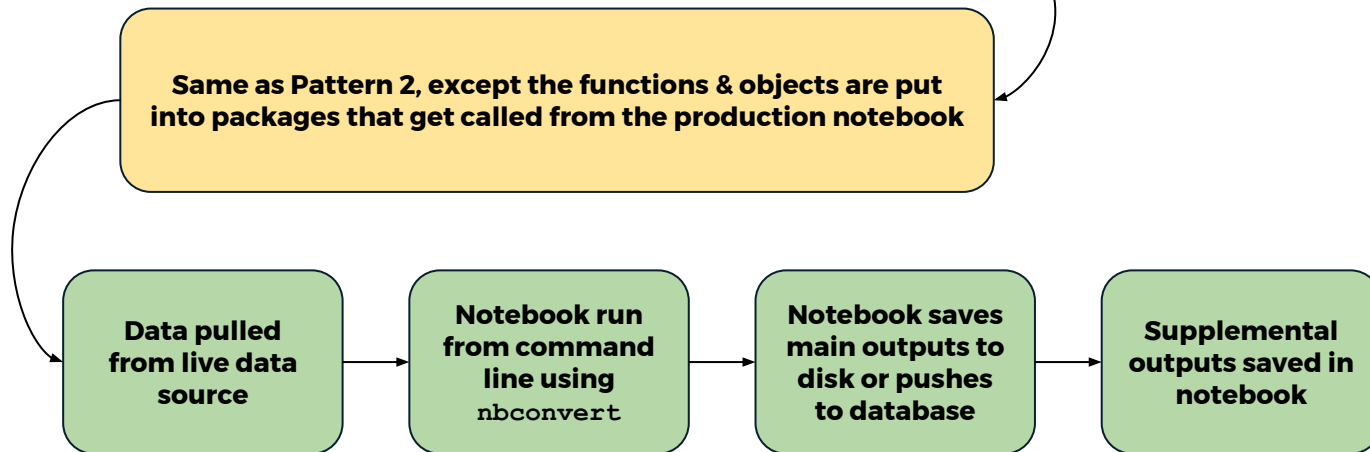 Same as Pattern 2, except the functions & objects are put
into packages that get called from the production notebook
Data pulled
from live data
source
Notebook run
from command
line using
nbconvert
Notebook saves
main outputs to
disk or pushes
to database
Supplemental
outputs saved in
notebook